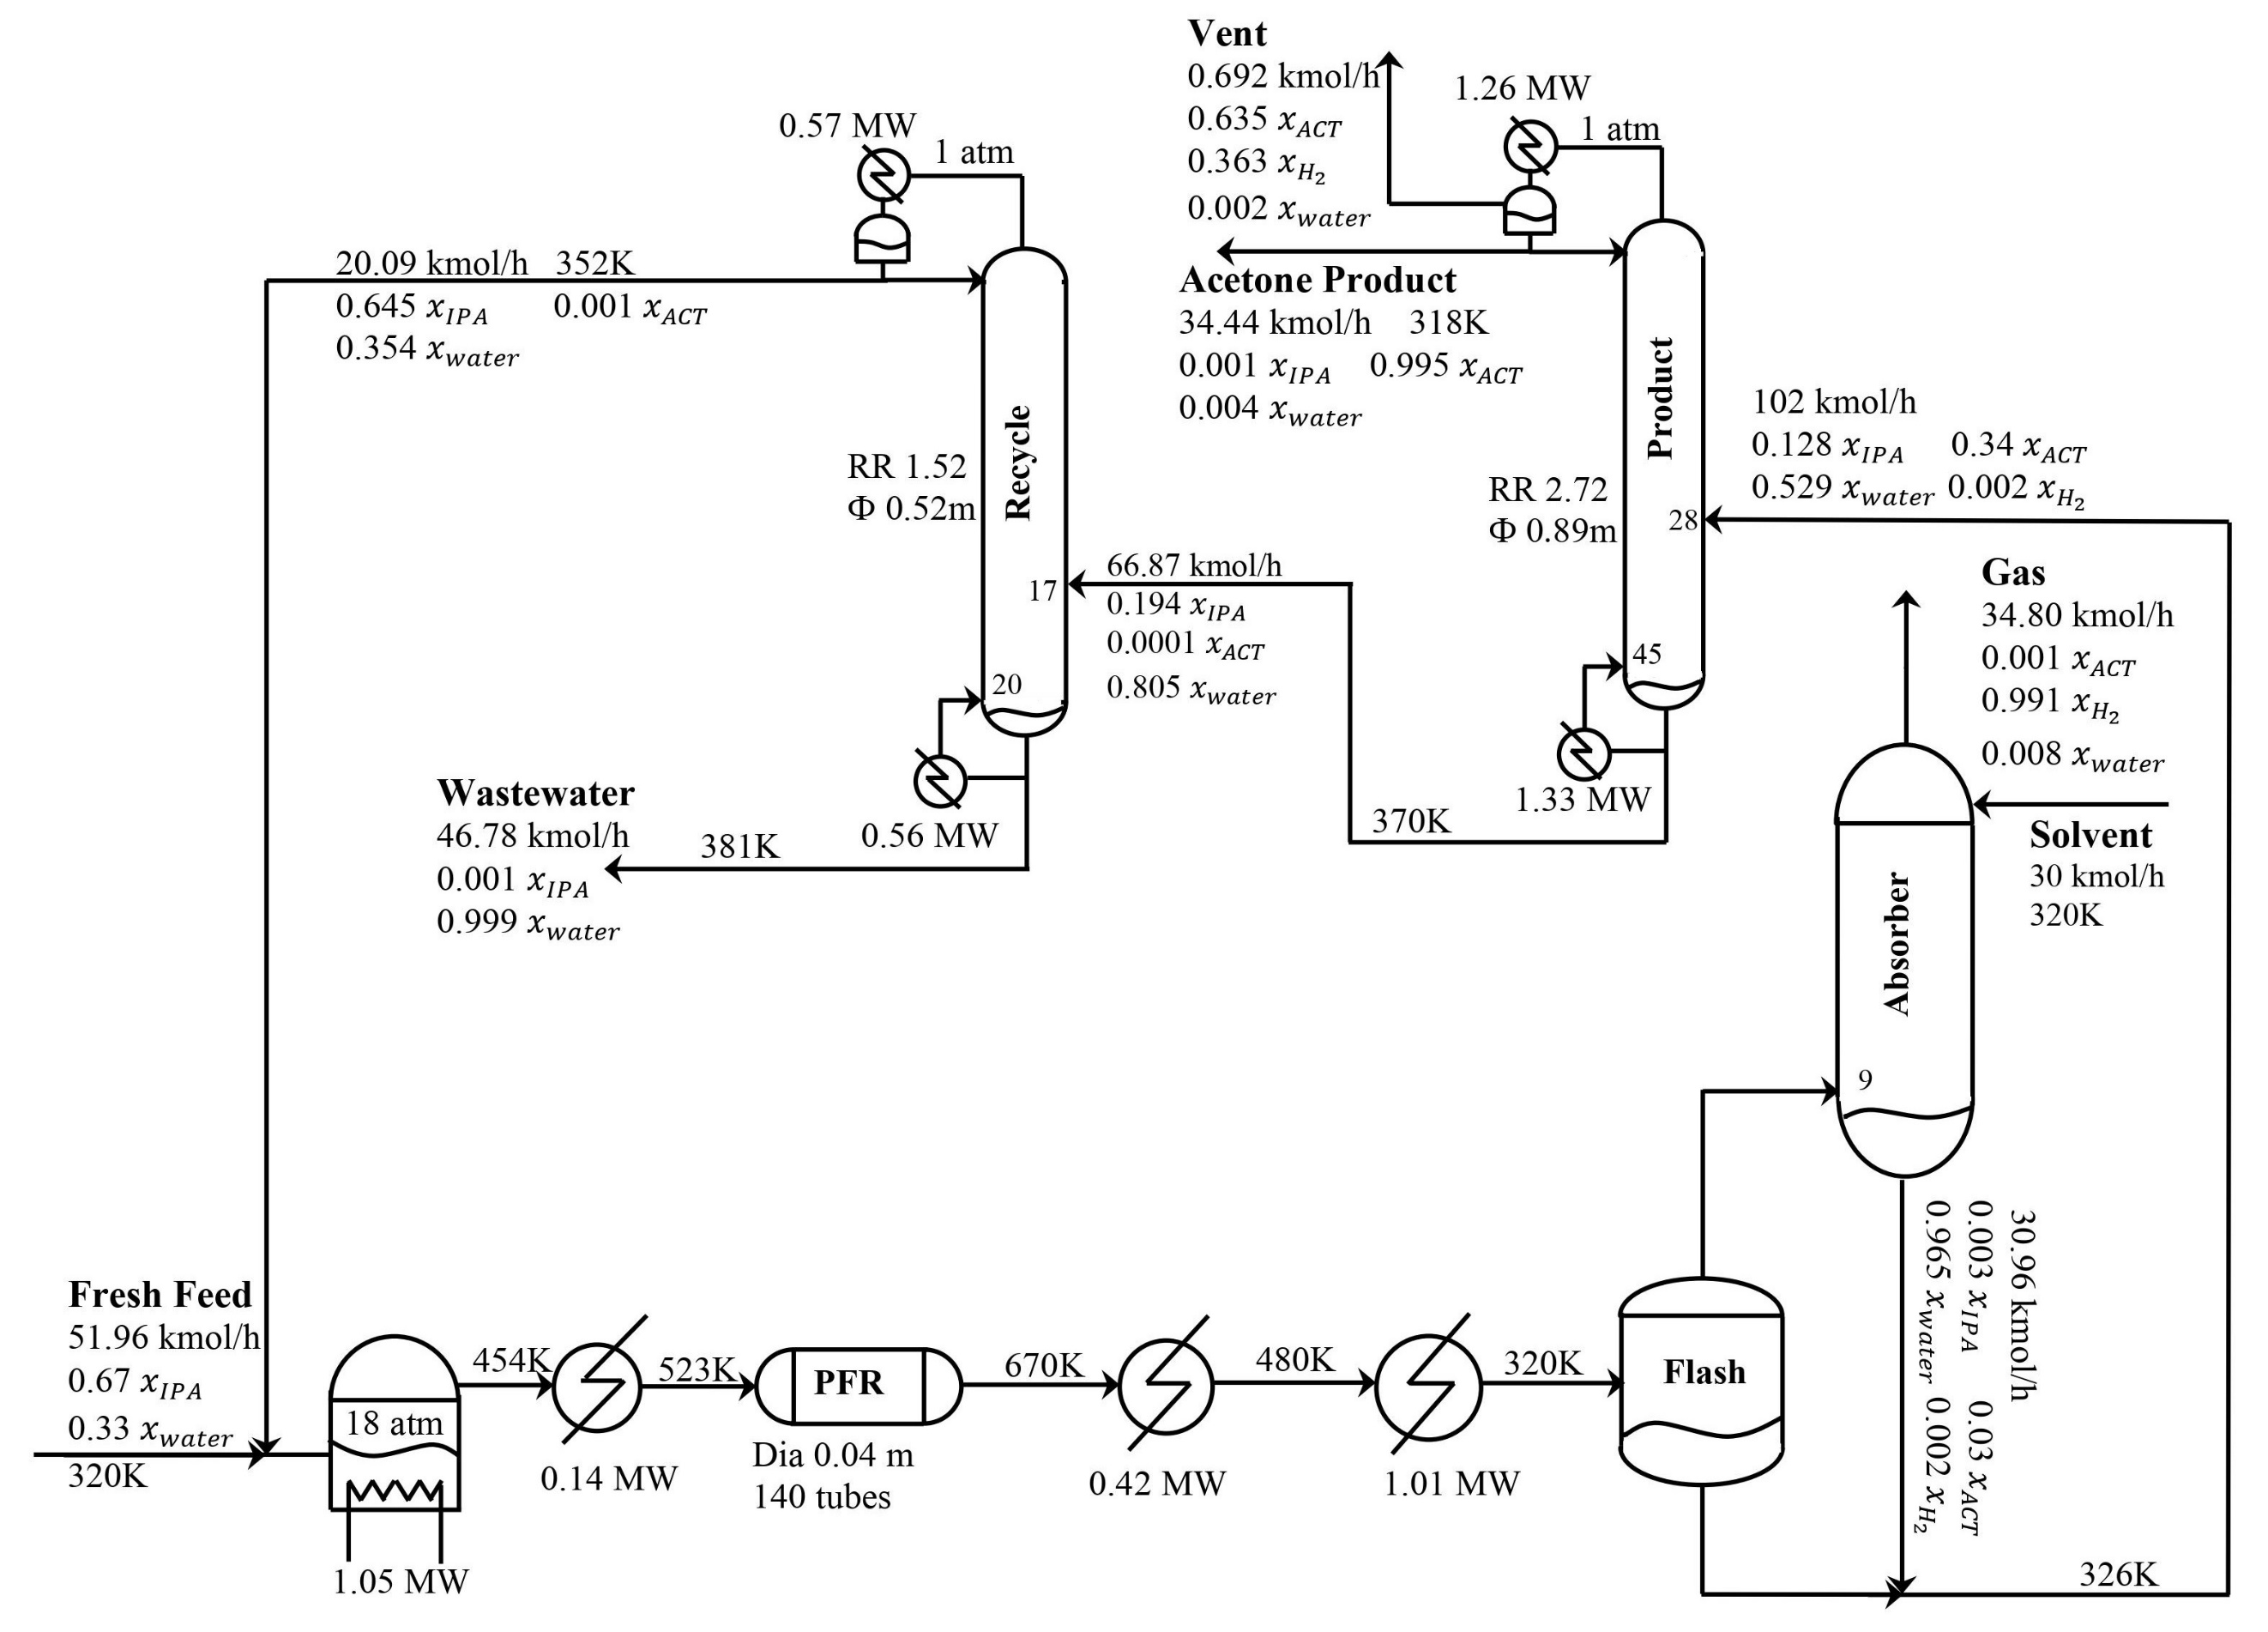 Vent
0.692 kmol/h
0.635 x_ACT
0.363 x_H₂
0.002 x_water
1.26 MW
1 atm
0.57 MW
1 atm
20.09 kmol/h 352K
0.645 x_IPA 0.001 x_ACT
0.354 x_water
Acetone Product
34.44 kmol/h 318K
0.001 x_IPA 0.995 x_ACT
0.004 x_water
Recycle
RR 1.52
Φ 0.52m
17
20
Product
RR 2.72
Φ 0.89m
28
45
102 kmol/h
0.128 x_IPA 0.34 x_ACT
0.529 x_water 0.002 x_H₂
66.87 kmol/h
0.194 x_IPA
0.0001 x_ACT
0.805 x_water
Gas
34.80 kmol/h
0.001 x_ACT
0.991 x_H₂
0.008 x_water
Solvent
30 kmol/h
320K
Wastewater
46.78 kmol/h
0.001 x_IPA
0.999 x_water
381K
0.56 MW
370K
1.33 MW
Absorber
9
30.96 kmol/h
0.003 x_IPA 0.03 x_ACT
0.965 x_water 0.002 x_H₂
Fresh Feed
51.96 kmol/h
0.67 x_IPA
0.33 x_water
320K
18 atm
1.05 MW
454K
0.14 MW
523K
PFR
Dia 0.04 m
140 tubes
670K
0.42 MW
480K
1.01 MW
320K
Flash
326K